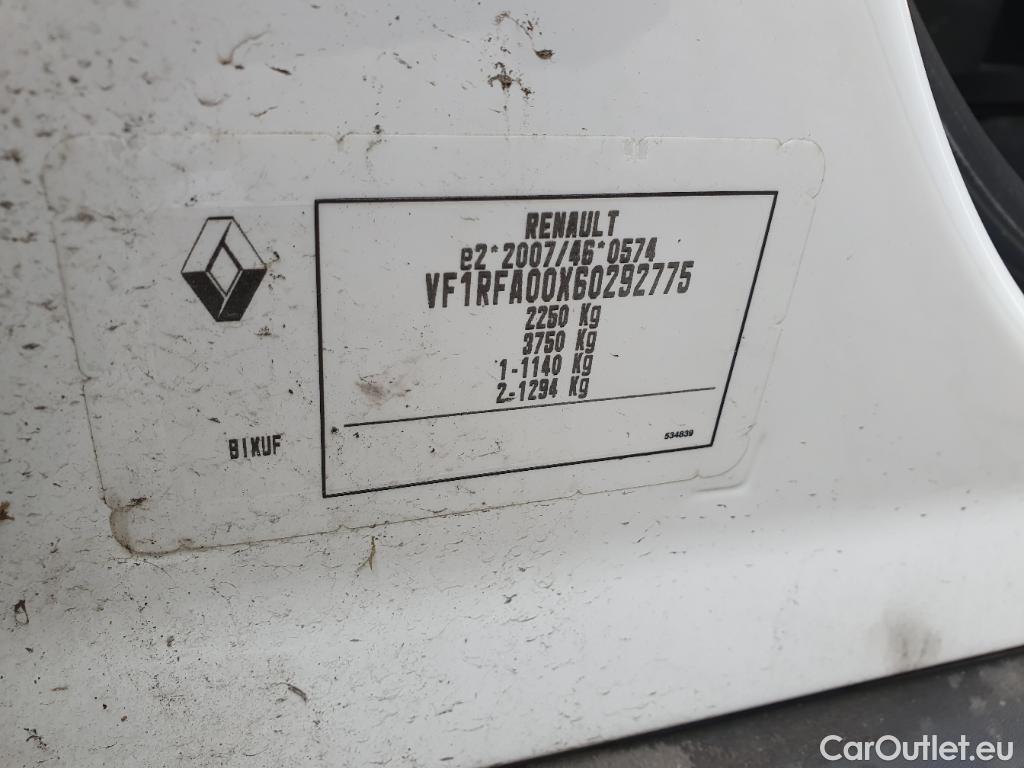 RENAULT
e2*2007/46*0574
VF1RFA00X60292775
2250 Kg
3750 Kg
1-1140 Kg
2-1294 Kg
534839
BIKUF
CarOutlet.eu